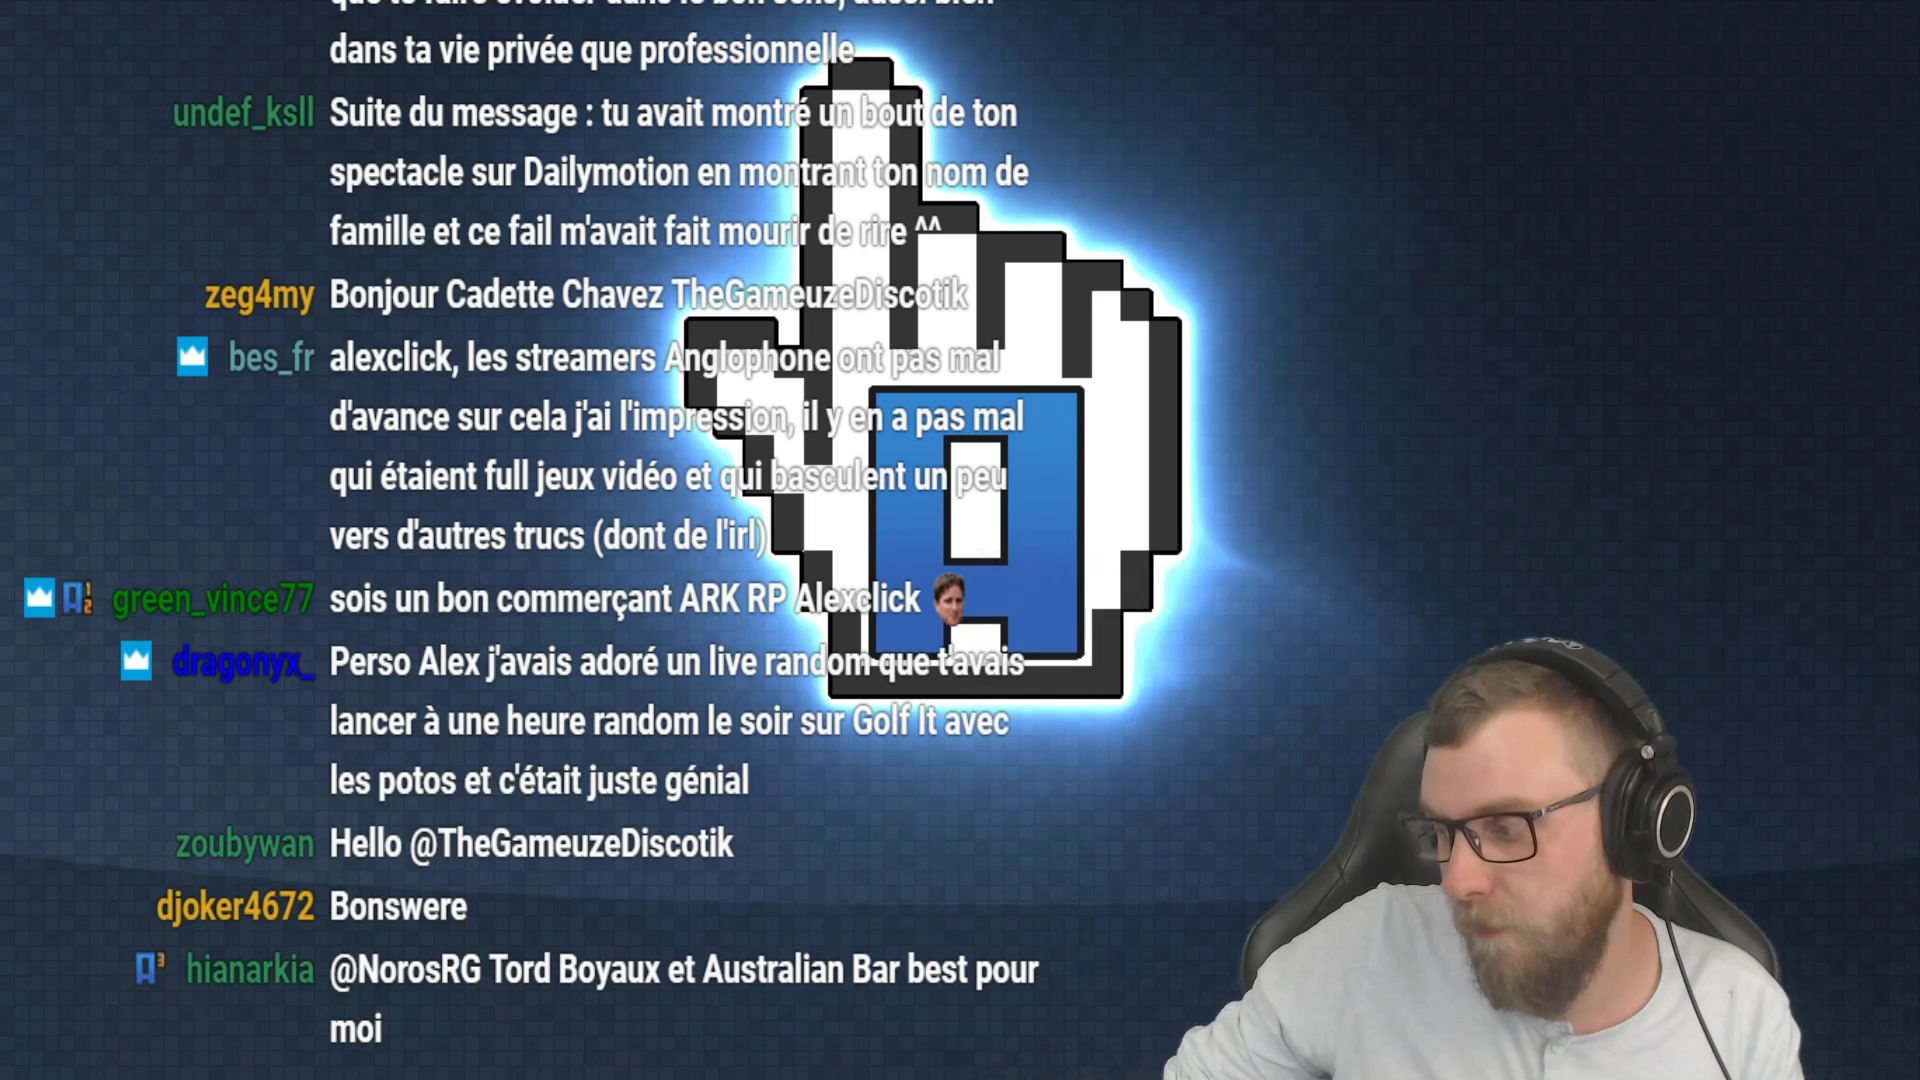 dans ta vie privée que professionnelle
undef_ksll Suite du message : tu avait montré un bout de ton
spectacle sur Dailymotion en montrant ton nom de
famille et ce fail m'avait fait mourir de rire ^^
zeg4my Bonjour Cadette Chavez TheGameuzeDiscotik
bes_fr alexclick, les streamers Anglophone ont pas mal
d'avance sur cela j'ai l'impression, il y en a pas mal
qui étaient full jeux vidéo et qui basculent un peu
vers d'autres trucs (dont de l'irl)
green_vince77 sois un bon commerçant ARK RP Alexclick
dragonyx_ Perso Alex j'avais adoré un live random que t'avais
lancer à une heure random le soir sur Golf It avec
les potos et c'était juste génial
zoubywan Hello @TheGameuzeDiscotik
djoker4672 Bonswere
hianarkia @NorosRG Tord Boyaux et Australian Bar best pour
moi